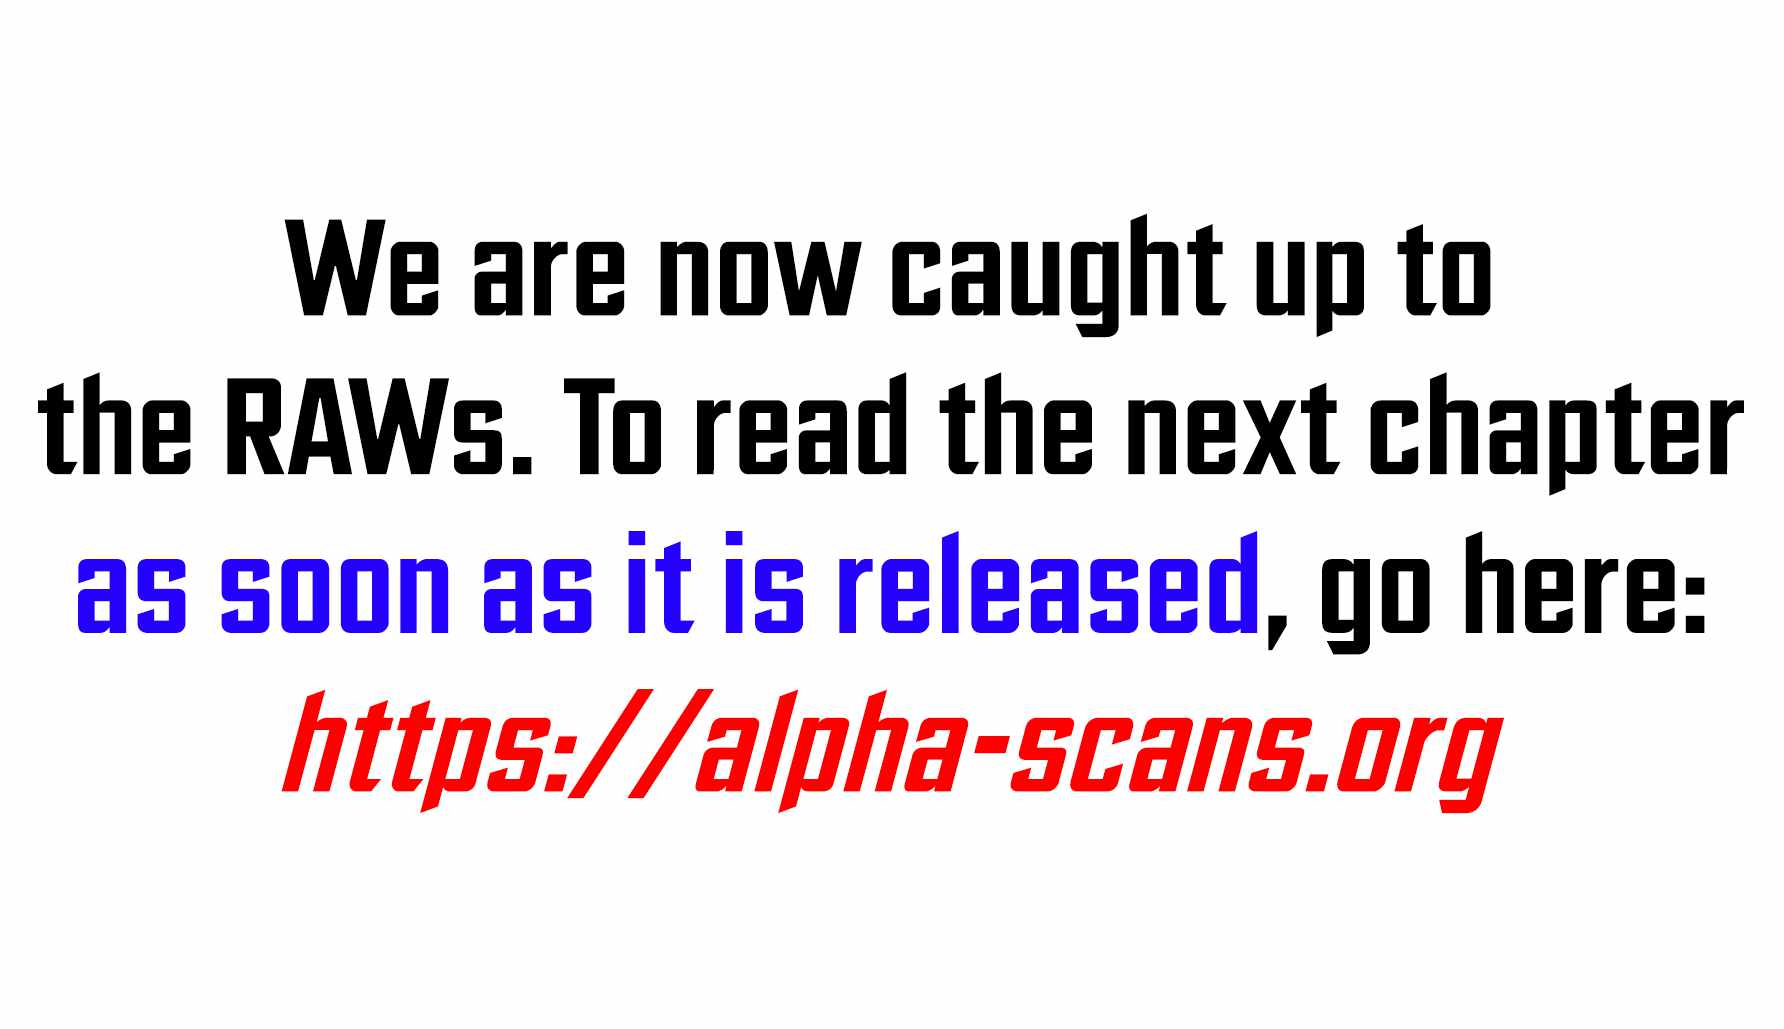 We are now caught up to
the RAWs. To read the next chapter
as soon as it is released, go here:
https://alpha-scans.org